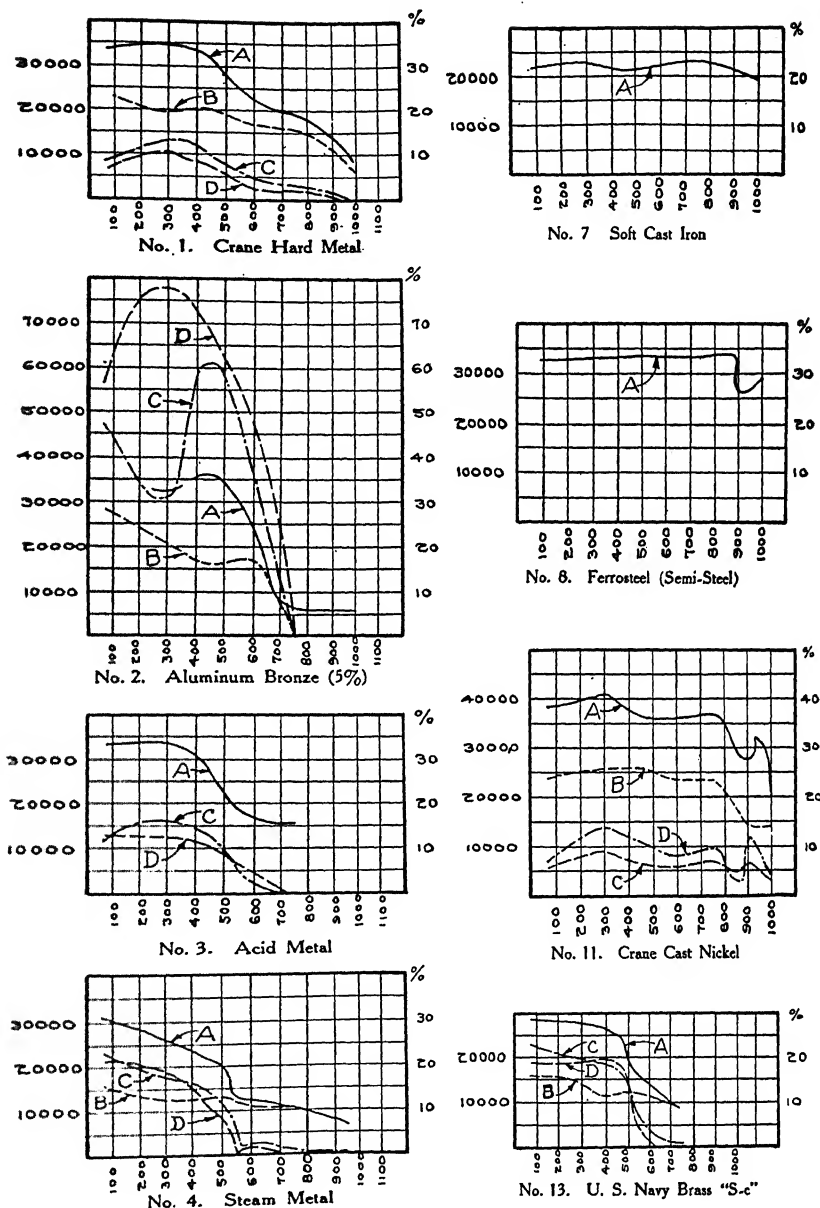 %
30000 A 30
20000 B 20
10000 C 10
D
100 200 300 400 500 600 700 800 900 1000 1100
No. 1. Crane Hard Metal
%
70000 D 70
60000 60
50000 C 50
40000 40
30000 A 30
20000 B 20
10000 10
100 200 300 400 500 600 700 800 900 1000 1100
No. 2. Aluminum Bronze (5%)
%
30000 A 30
20000 C 20
10000 D 10
100 200 300 400 500 600 700 800 900 1000 1100
No. 3. Acid Metal
%
30000 A 30
20000 C 20
B
10000 D 10
100 200 300 400 500 600 700 800 900 1000 1100
No. 4. Steam Metal
%
20000 A 20
10000 10
100 200 300 400 500 600 700 800 900 1000
No. 7 Soft Cast Iron
%
30000 A 30
20000 20
10000 10
100 200 300 400 500 600 700 800 900 1000
No. 8. Ferrosteel (Semi-Steel)
%
40000 A 40
30000 B 30
20000 20
10000 D 10
C
100 200 300 400 500 600 700 800 900 1000
No. 11. Crane Cast Nickel
%
C A
20000 D 20
B
10000 10
100 200 300 400 500 600 700 800 900 1000
No. 13. U. S. Navy Brass "S-c"